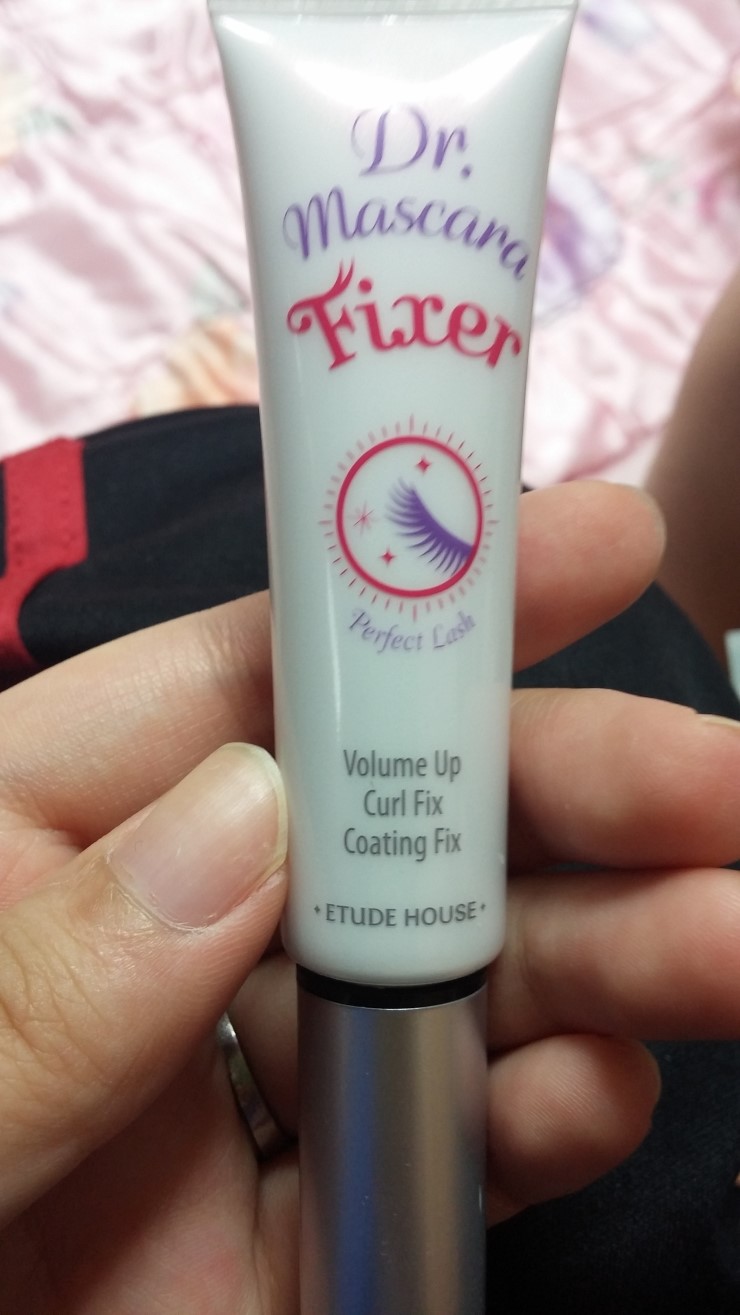 Dr.
Mascara
Fixer
Perfect Lash
Volume Up
Curl Fix
Coating Fix
ETUDE HOUSE